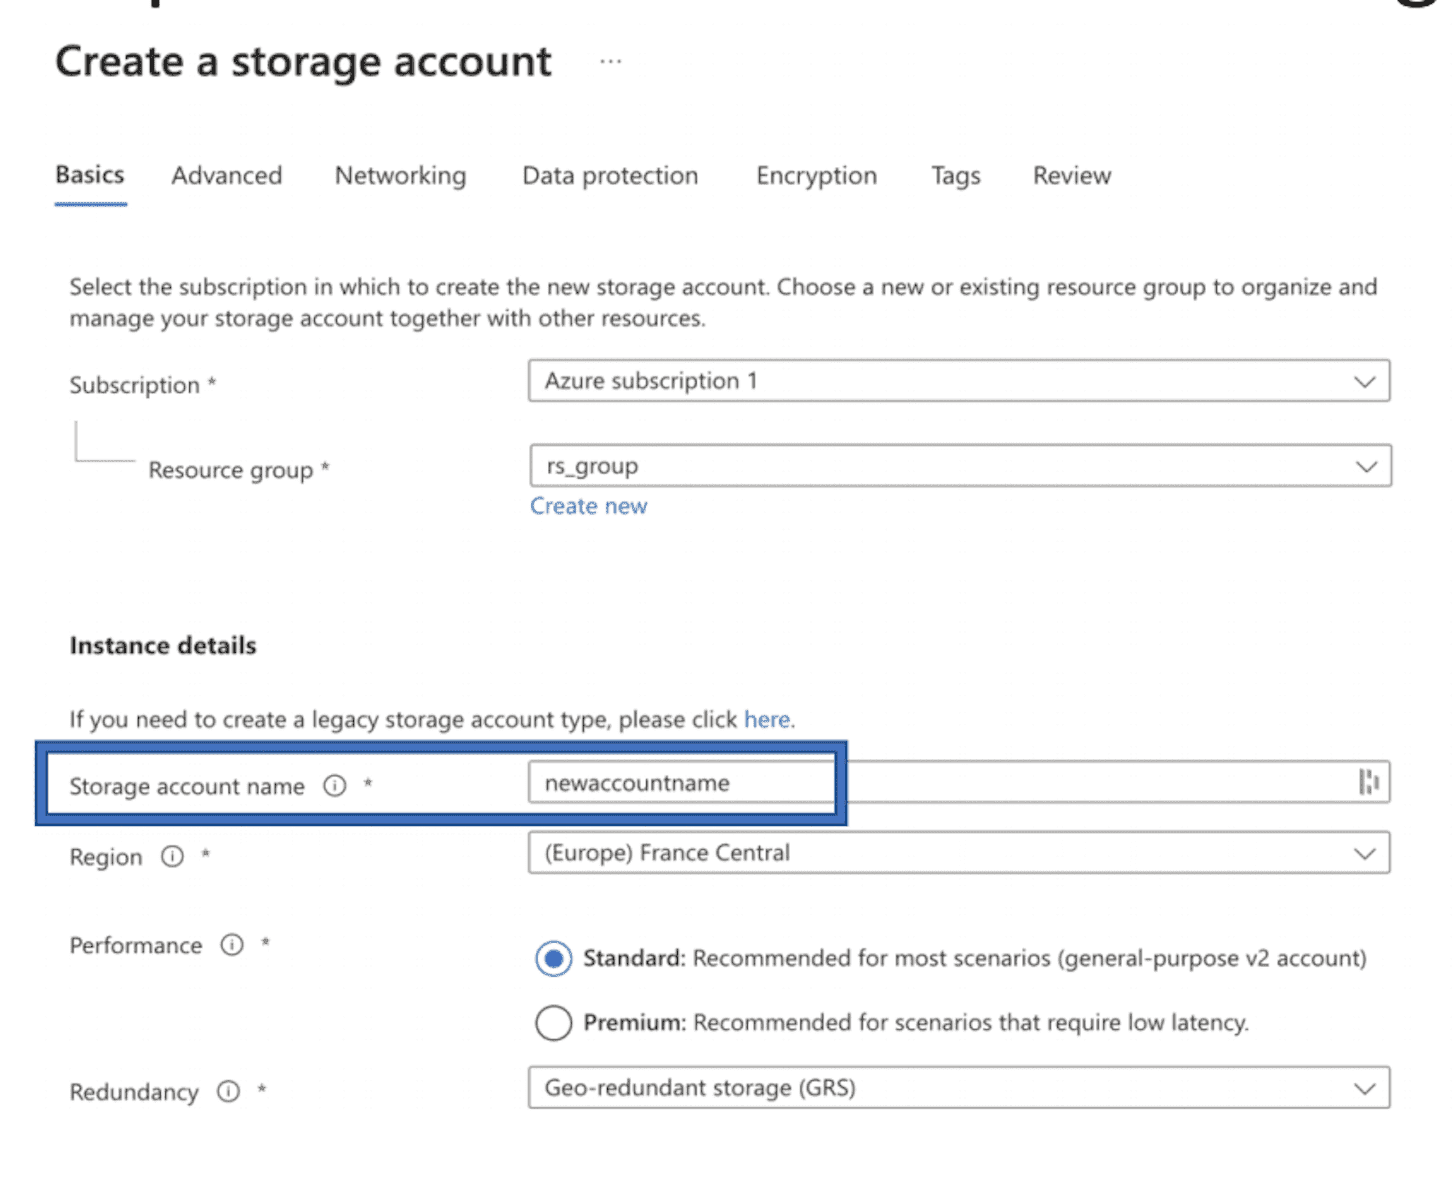 Create a storage account ...
Basics Advanced Networking Data protection Encryption Tags Review
Select the subscription in which to create the new storage account. Choose a new or existing resource group to organize and
manage your storage account together with other resources.
Subscription * Azure subscription 1
Resource group * rs_group
Create new
Instance details
If you need to create a legacy storage account type, please click here.
Storage account name * newaccountname
Region * (Europe) France Central
Performance * Standard: Recommended for most scenarios (general-purpose v2 account)
Premium: Recommended for scenarios that require low latency.
Redundancy * Geo-redundant storage (GRS)